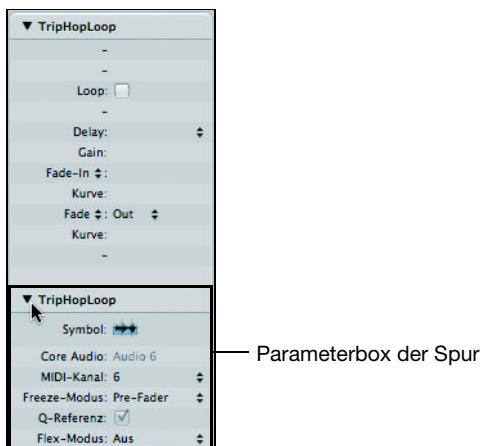 ▼ TripHopLoop
-
-
Loop:
-
Delay:
Gain:
Fade-In:
Kurve:
Fade: Out
Kurve:
-
▼ TripHopLoop
Symbol:
Core Audio: Audio 6
MIDI-Kanal: 6
Freeze-Modus: Pre-Fader
Q-Referenz:
Flex-Modus: Aus
Parameterbox der Spur